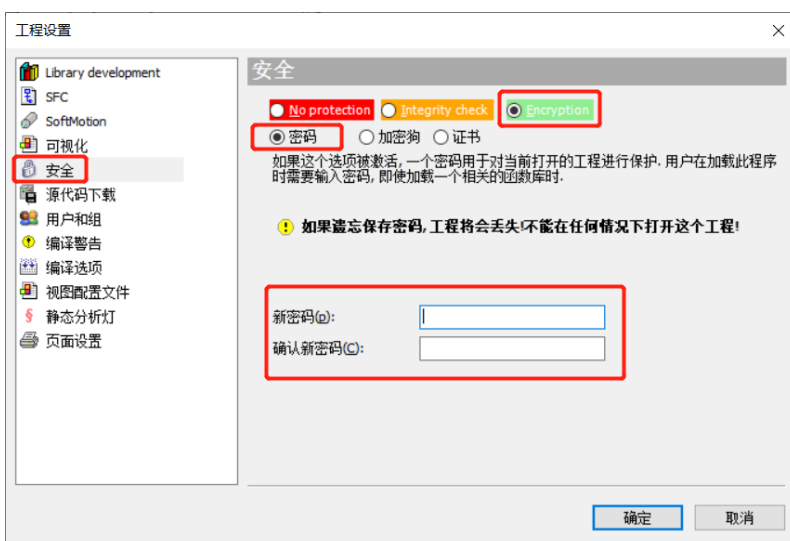 工程设置
Library development
SFC
SoftMotion
可视化
安全
源代码下载
用户和组
编译警告
编译选项
视图配置文件
静态分析灯
页面设置
安全
No protection Integrity check Encryption
密码 加密狗 证书
如果这个选项被激活, 一个密码用于对当前打开的工程进行保护. 用户在加载此程序
时需要输入密码, 即使加载一个相关的函数库时.
如果遗忘保存密码, 工程将会丢失!不能在任何情况下打开这个工程!
新密码(p):
确认新密码(C):
确定 取消